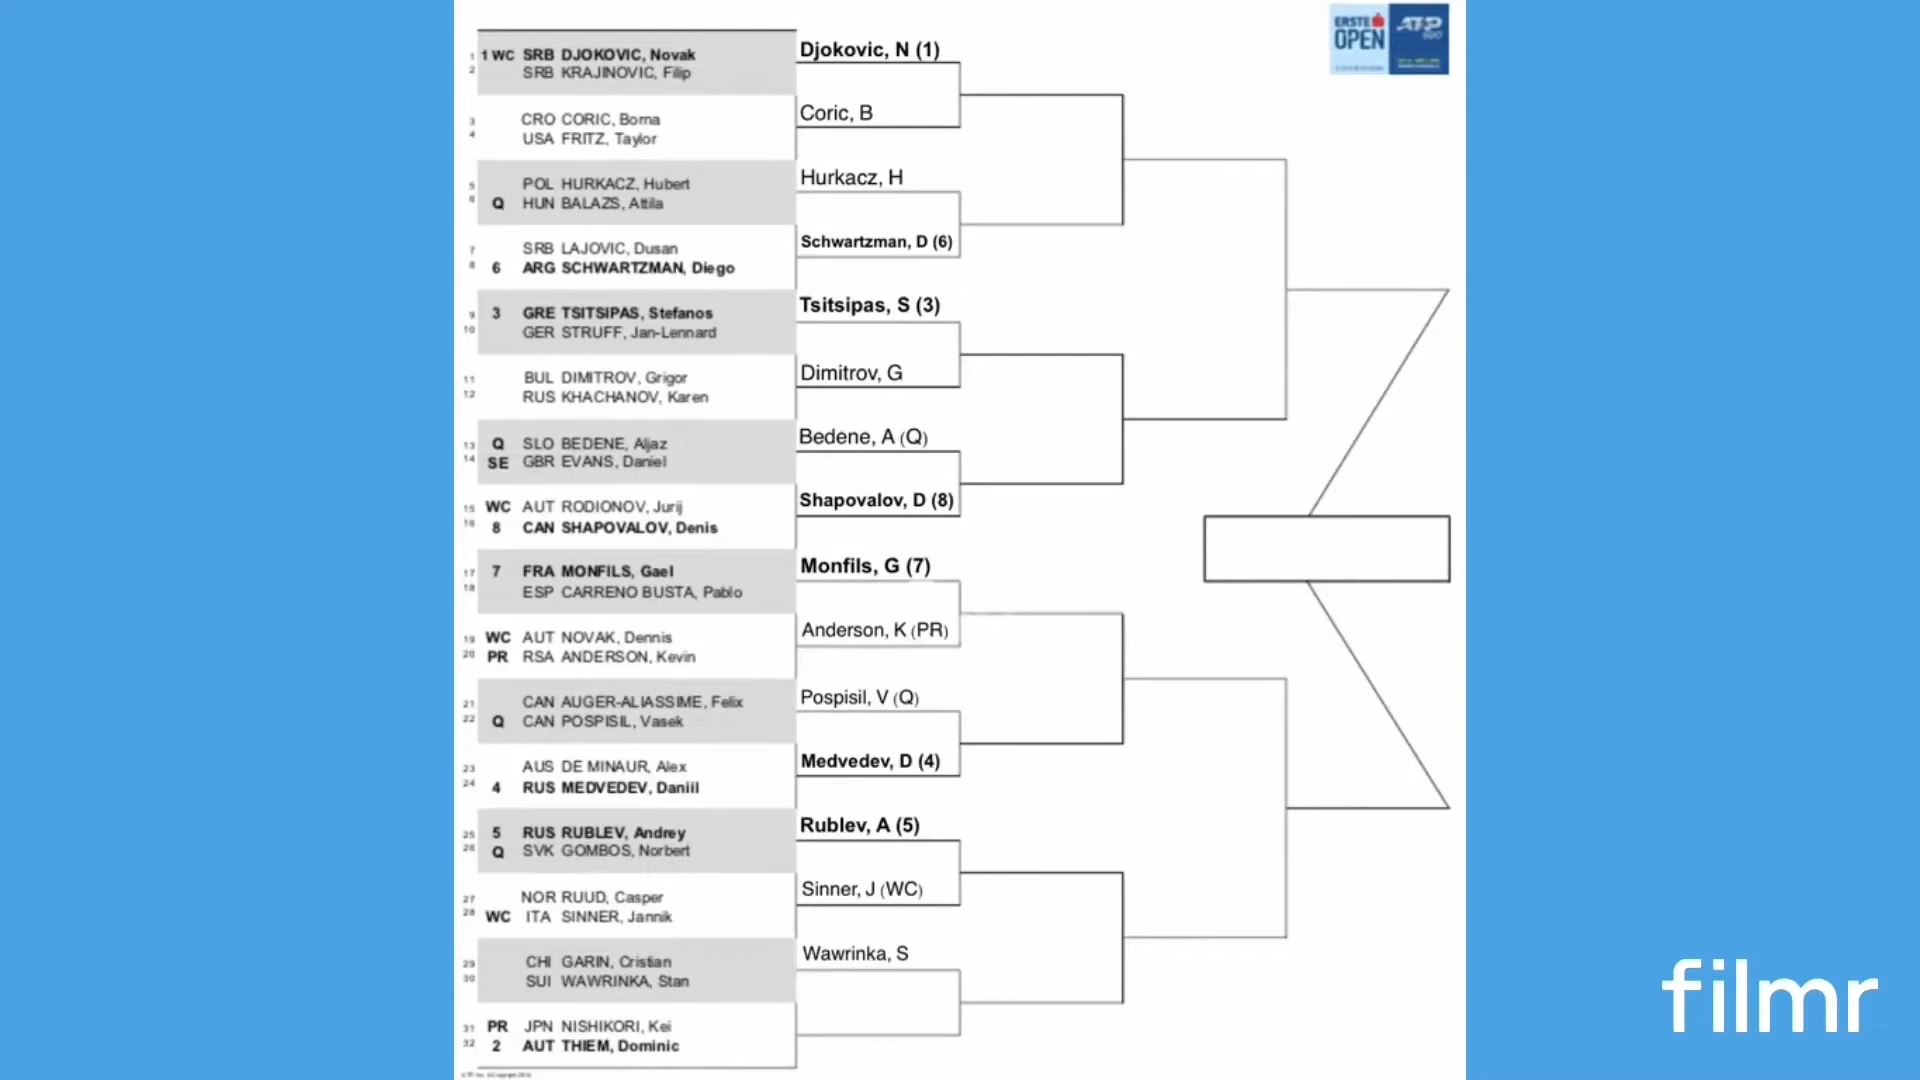 ERSTE
OPEN
ATP
500
1 1 WC SRB DJOKOVIC, Novak
2 SRB KRAJINOVIC, Filip
Djokovic, N (1)
3 CRO CORIC, Borna
4 USA FRITZ, Taylor
Coric, B
5 POL HURKACZ, Hubert
6 Q HUN BALAZS, Attila
Hurkacz, H
7 SRB LAJOVIC, Dusan
8 6 ARG SCHWARTZMAN, Diego
Schwartzman, D (6)
9 3 GRE TSITSIPAS, Stefanos
10 GER STRUFF, Jan-Lennard
Tsitsipas, S (3)
11 BUL DIMITROV, Grigor
12 RUS KHACHANOV, Karen
Dimitrov, G
13 Q SLO BEDENE, Aljaz
14 SE GBR EVANS, Daniel
Bedene, A (Q)
15 WC AUT RODIONOV, Jurij
16 8 CAN SHAPOVALOV, Denis
Shapovalov, D (8)
17 7 FRA MONFILS, Gael
18 ESP CARRENO BUSTA, Pablo
Monfils, G (7)
19 WC AUT NOVAK, Dennis
20 PR RSA ANDERSON, Kevin
Anderson, K (PR)
21 CAN AUGER-ALIASSIME, Felix
22 Q CAN POSPISIL, Vasek
Pospisil, V (Q)
23 AUS DE MINAUR, Alex
24 4 RUS MEDVEDEV, Daniil
Medvedev, D (4)
25 5 RUS RUBLEV, Andrey
26 Q SVK GOMBOS, Norbert
Rublev, A (5)
27 NOR RUUD, Casper
28 WC ITA SINNER, Jannik
Sinner, J (WC)
29 CHI GARIN, Cristian
30 SUI WAWRINKA, Stan
Wawrinka, S
31 PR JPN NISHIKORI, Kei
32 2 AUT THIEM, Dominic
filmr